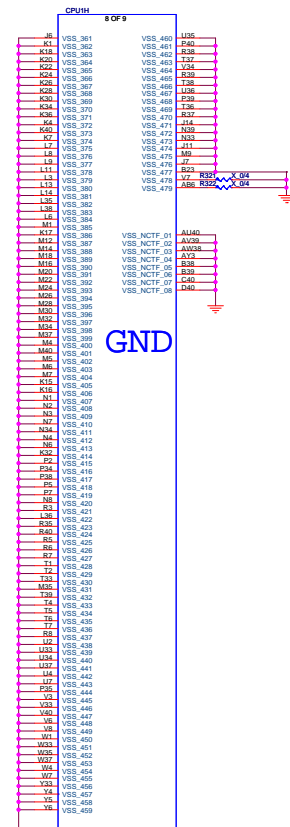 CPU1H
8 OF 9
J6 VSS_361 VSS_460 U35
K1 VSS_362 VSS_461 P40
K18 VSS_363 VSS_462 R38
K20 VSS_364 VSS_463 T37
K22 VSS_365 VSS_464 V34
K24 VSS_366 VSS_465 R39
K26 VSS_367 VSS_466 T38
K28 VSS_368 VSS_467 U36
K30 VSS_369 VSS_468 P39
K34 VSS_370 VSS_469 T36
K36 VSS_371 VSS_470 R37
K4 VSS_372 VSS_471 J14
K40 VSS_373 VSS_472 N39
K7 VSS_374 VSS_473 N33
L7 VSS_375 VSS_474 J11
L8 VSS_376 VSS_475 M9
L9 VSS_377 VSS_476 J7
L11 VSS_378 VSS_477 B23
L3 VSS_379 VSS_478 V7 R321 X_0/4
L13 VSS_380 VSS_479 AB6 R322 X_0/4
L14 VSS_381
L35 VSS_382
L38 VSS_383
L6 VSS_384
M1 VSS_385
K17 VSS_386 VSS_NCTF_01 AU40
M12 VSS_387 VSS_NCTF_02 AV39
M14 VSS_388 VSS_NCTF_03 AW38
M18 VSS_389 VSS_NCTF_04 AY3
M16 VSS_390 VSS_NCTF_05 B38
M20 VSS_391 VSS_NCTF_06 B39
M22 VSS_392 VSS_NCTF_07 C40
M24 VSS_393 VSS_NCTF_08 D40
M26 VSS_394
M28 VSS_395
M30 VSS_396
M32 VSS_397
M34 VSS_398
M37 VSS_399
GND
M4 VSS_400
M40 VSS_401
M5 VSS_402
M6 VSS_403
M7 VSS_404
K15 VSS_405
K16 VSS_406
N1 VSS_407
N2 VSS_408
N3 VSS_409
N7 VSS_410
N34 VSS_411
N4 VSS_412
N6 VSS_413
K32 VSS_414
P2 VSS_415
P34 VSS_416
P38 VSS_417
P5 VSS_418
P7 VSS_419
N8 VSS_420
R3 VSS_421
L36 VSS_422
R35 VSS_423
R40 VSS_424
R5 VSS_425
R6 VSS_426
R7 VSS_427
T1 VSS_428
T2 VSS_429
T33 VSS_430
M35 VSS_431
T39 VSS_432
T4 VSS_433
T5 VSS_434
T6 VSS_435
T7 VSS_436
R8 VSS_437
U2 VSS_438
U33 VSS_439
U34 VSS_440
U37 VSS_441
U4 VSS_442
U7 VSS_443
P35 VSS_444
V3 VSS_445
V33 VSS_446
V40 VSS_447
V6 VSS_448
V8 VSS_449
W1 VSS_450
W33 VSS_451
W35 VSS_452
W37 VSS_453
W4 VSS_454
W7 VSS_455
Y33 VSS_456
Y4 VSS_457
Y5 VSS_458
Y6 VSS_459